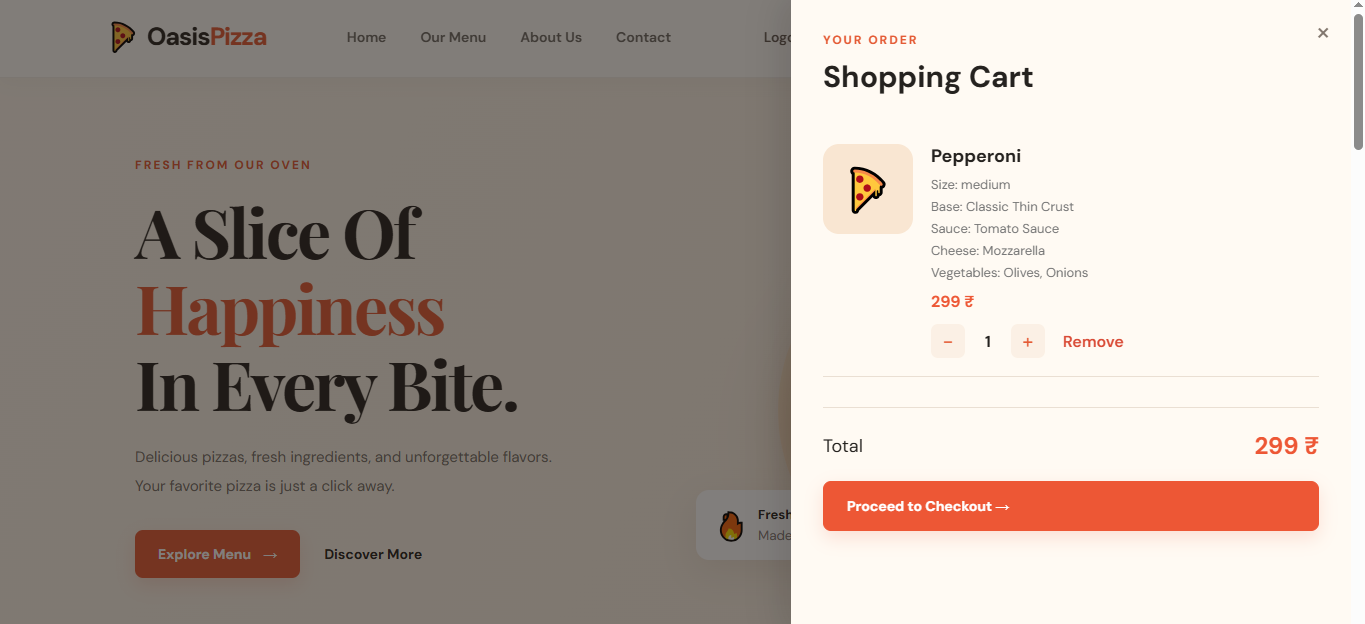 OasisPizza
Home Our Menu About Us Contact
FRESH FROM OUR OVEN
A Slice Of
Happiness
In Every Bite.
Delicious pizzas, fresh ingredients, and unforgettable flavors.
Your favorite pizza is just a click away.
Explore Menu →
Discover More
Fresh
Made
YOUR ORDER
×
Shopping Cart
Pepperoni
Size: medium
Base: Classic Thin Crust
Sauce: Tomato Sauce
Cheese: Mozzarella
Vegetables: Olives, Onions
299 ₹
− 1 + Remove
Total 299 ₹
Proceed to Checkout →